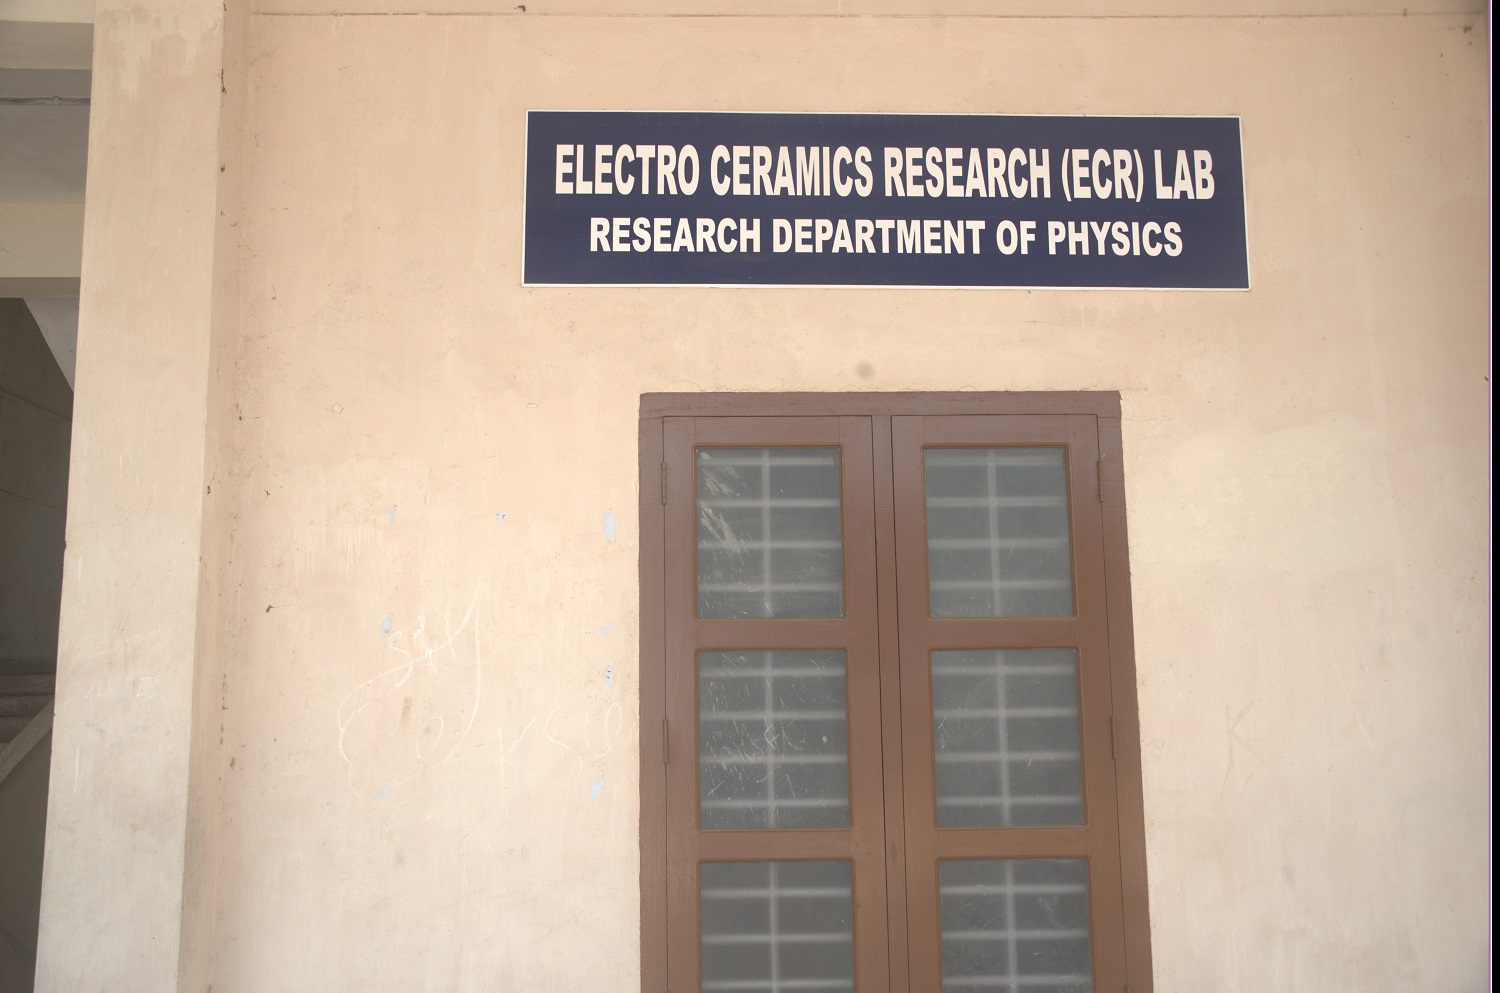 ELECTRO CERAMICS RESEARCH (ECR) LAB
RESEARCH DEPARTMENT OF PHYSICS